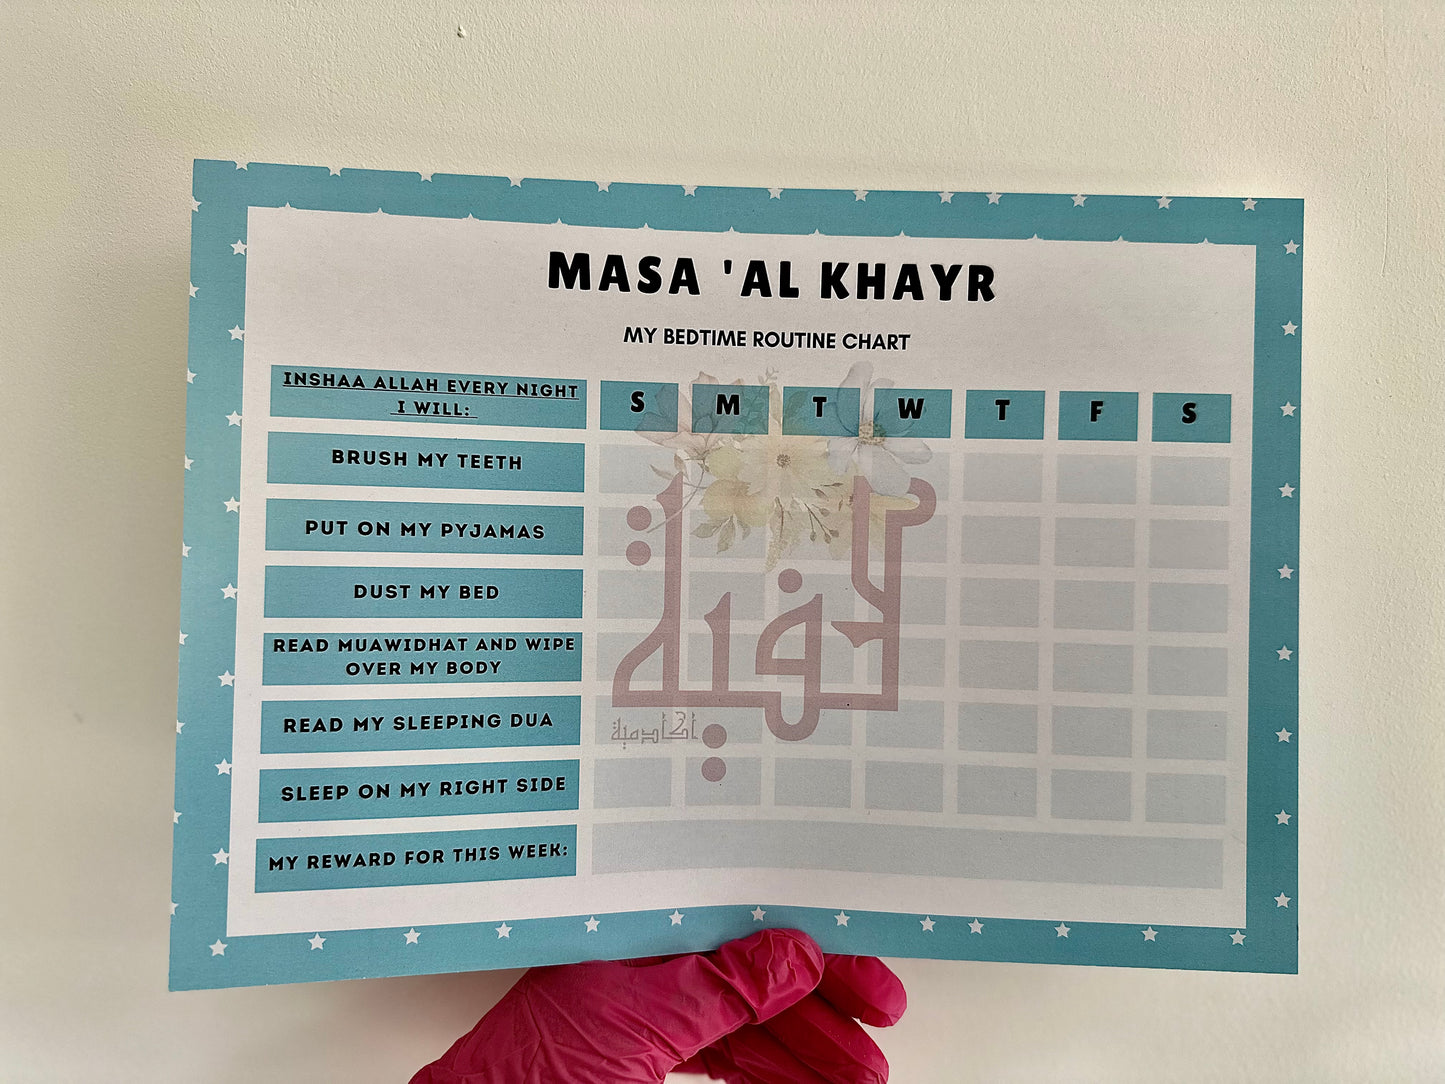 MASA 'AL KHAYR
MY BEDTIME ROUTINE CHART
INSHAA ALLAH EVERY NIGHT
I WILL:
S M T W T F S
BRUSH MY TEETH
PUT ON MY PYJAMAS
DUST MY BED
READ MUAWIDHAT AND WIPE
OVER MY BODY
READ MY SLEEPING DUA
أكادمية
SLEEP ON MY RIGHT SIDE
MY REWARD FOR THIS WEEK: